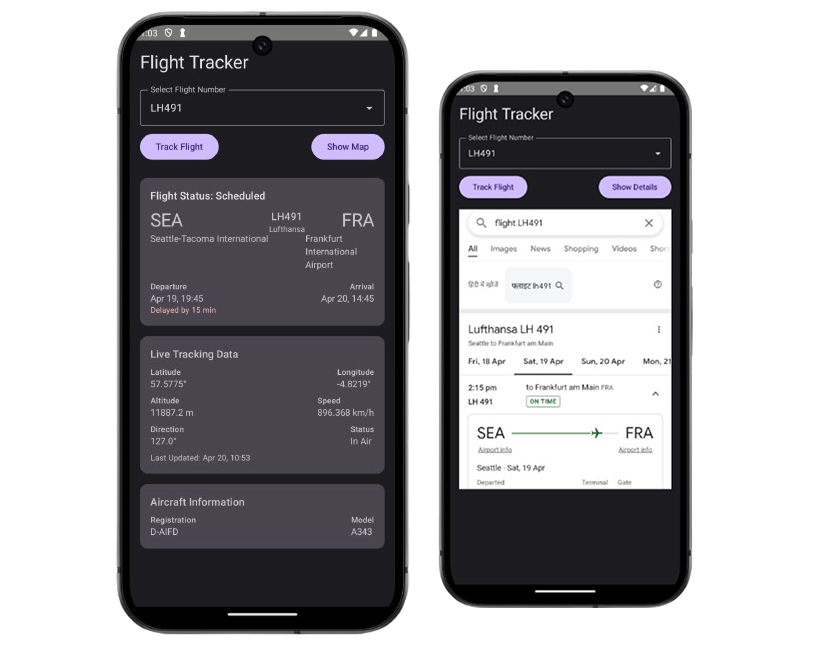 :03
Flight Tracker
Select Flight Number
LH491
Track Flight
Show Map
Flight Status: Scheduled
SEA
LH491
FRA
Lufthansa
Seattle-Tacoma International
Frankfurt
International
Airport
Departure
Arrival
Apr 19, 19:45
Apr 20, 14:45
Delayed by 15 min
Live Tracking Data
Latitude
Longitude
57.5775°
-4.8219°
Altitude
Speed
11887.2 m
896.368 km/h
Direction
Status
127.0°
In Air
Last Updated: Apr 20, 10:53
Aircraft Information
Registration
Model
D-AIFD
A343
:03
Flight Tracker
Select Flight Number
LH491
Track Flight
Show Details
flight LH491
All Images News Shopping Videos Shor
हिंदी में खोजें
फ्लाइट lh491
Lufthansa LH 491
Seattle to Frankfurt am Main
Fri, 18 Apr Sat, 19 Apr Sun, 20 Apr Mon, 21
2:15 pm
to Frankfurt am Main FRA
LH 491
ON TIME
SEA
FRA
Airport info
Airport info
Seattle · Sat, 19 Apr
Departed Terminal Gate